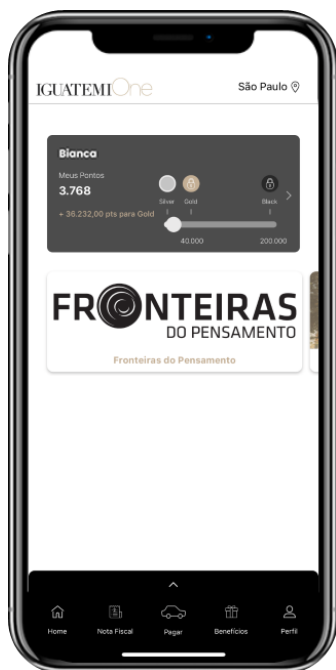 IGUATEMI One
São Paulo
Bianca
Meus Pontos
3.768
+ 36.232,00 pts para Gold
Silver Gold Black
40.000 200.000
FRONTEIRAS
DO PENSAMENTO
Fronteiras do Pensamento
Home Nota Fiscal Pagar Benefícios Perfil